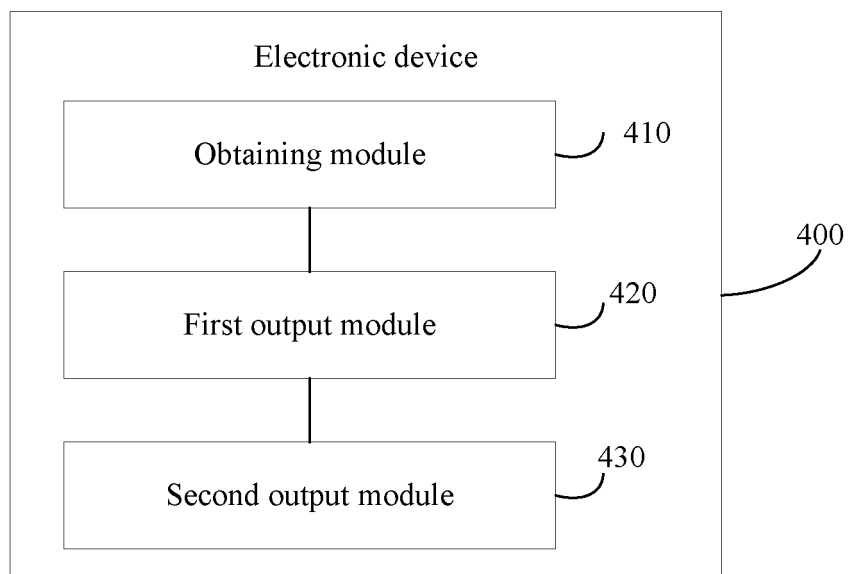 Electronic device
Obtaining module
410
400
First output module
420
Second output module
430